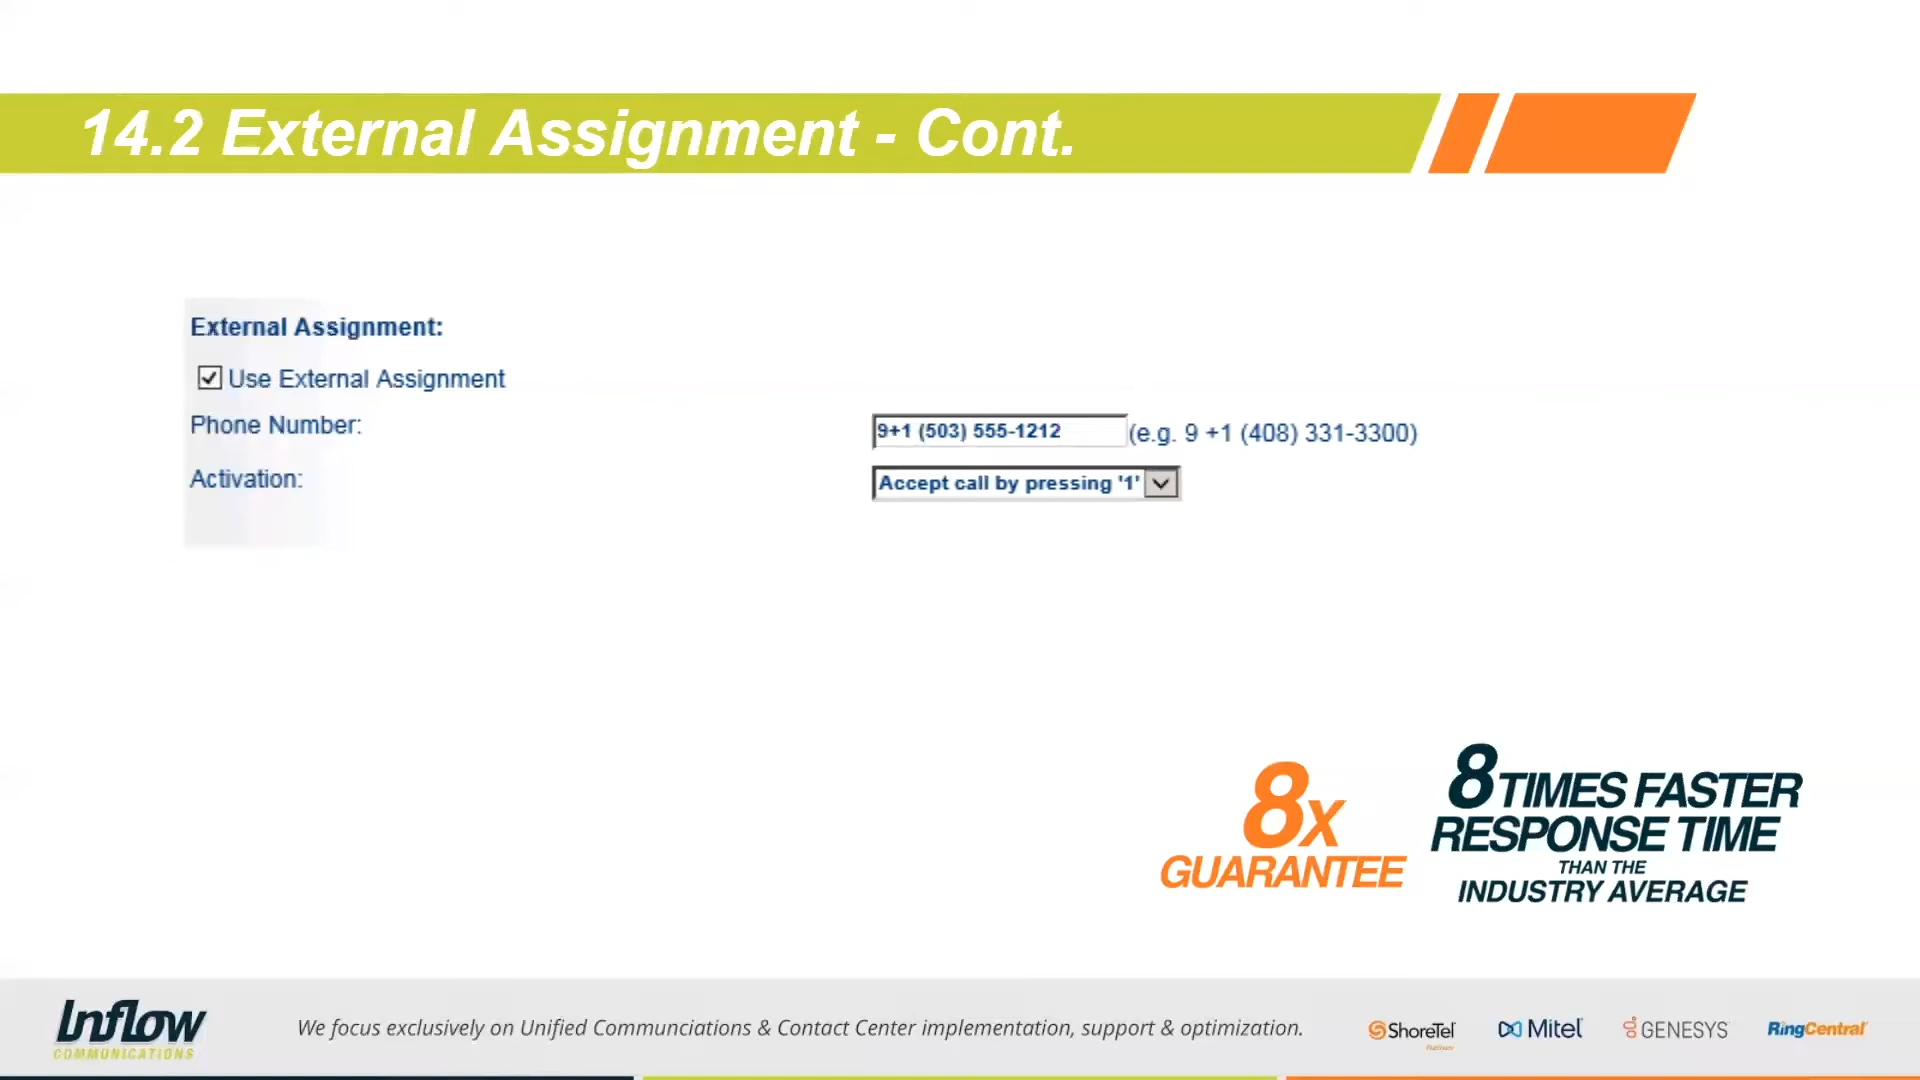 14.2 External Assignment - Cont.
External Assignment:
Use External Assignment
Phone Number:
9+1 (503) 555-1212
(e.g. 9 +1 (408) 331-3300)
Activation:
Accept call by pressing '1'
8x
GUARANTEE
8 TIMES FASTER
RESPONSE TIME
THAN THE
INDUSTRY AVERAGE
Inflow
COMMUNICATIONS
We focus exclusively on Unified Communciations & Contact Center implementation, support & optimization.
ShoreTel
Mitel
GENESYS
RingCentral